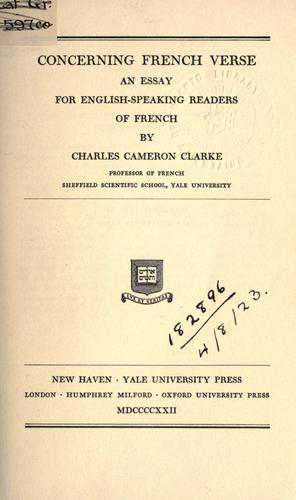 597co
CONCERNING FRENCH VERSE
AN ESSAY
FOR ENGLISH-SPEAKING READERS
OF FRENCH
BY
CHARLES CAMERON CLARKE
PROFESSOR OF FRENCH
SHEFFIELD SCIENTIFIC SCHOOL, YALE UNIVERSITY
LUX ET VERITAS
182896
4/8/23.
NEW HAVEN · YALE UNIVERSITY PRESS
LONDON · HUMPHREY MILFORD · OXFORD UNIVERSITY PRESS
MDCCCCXXII